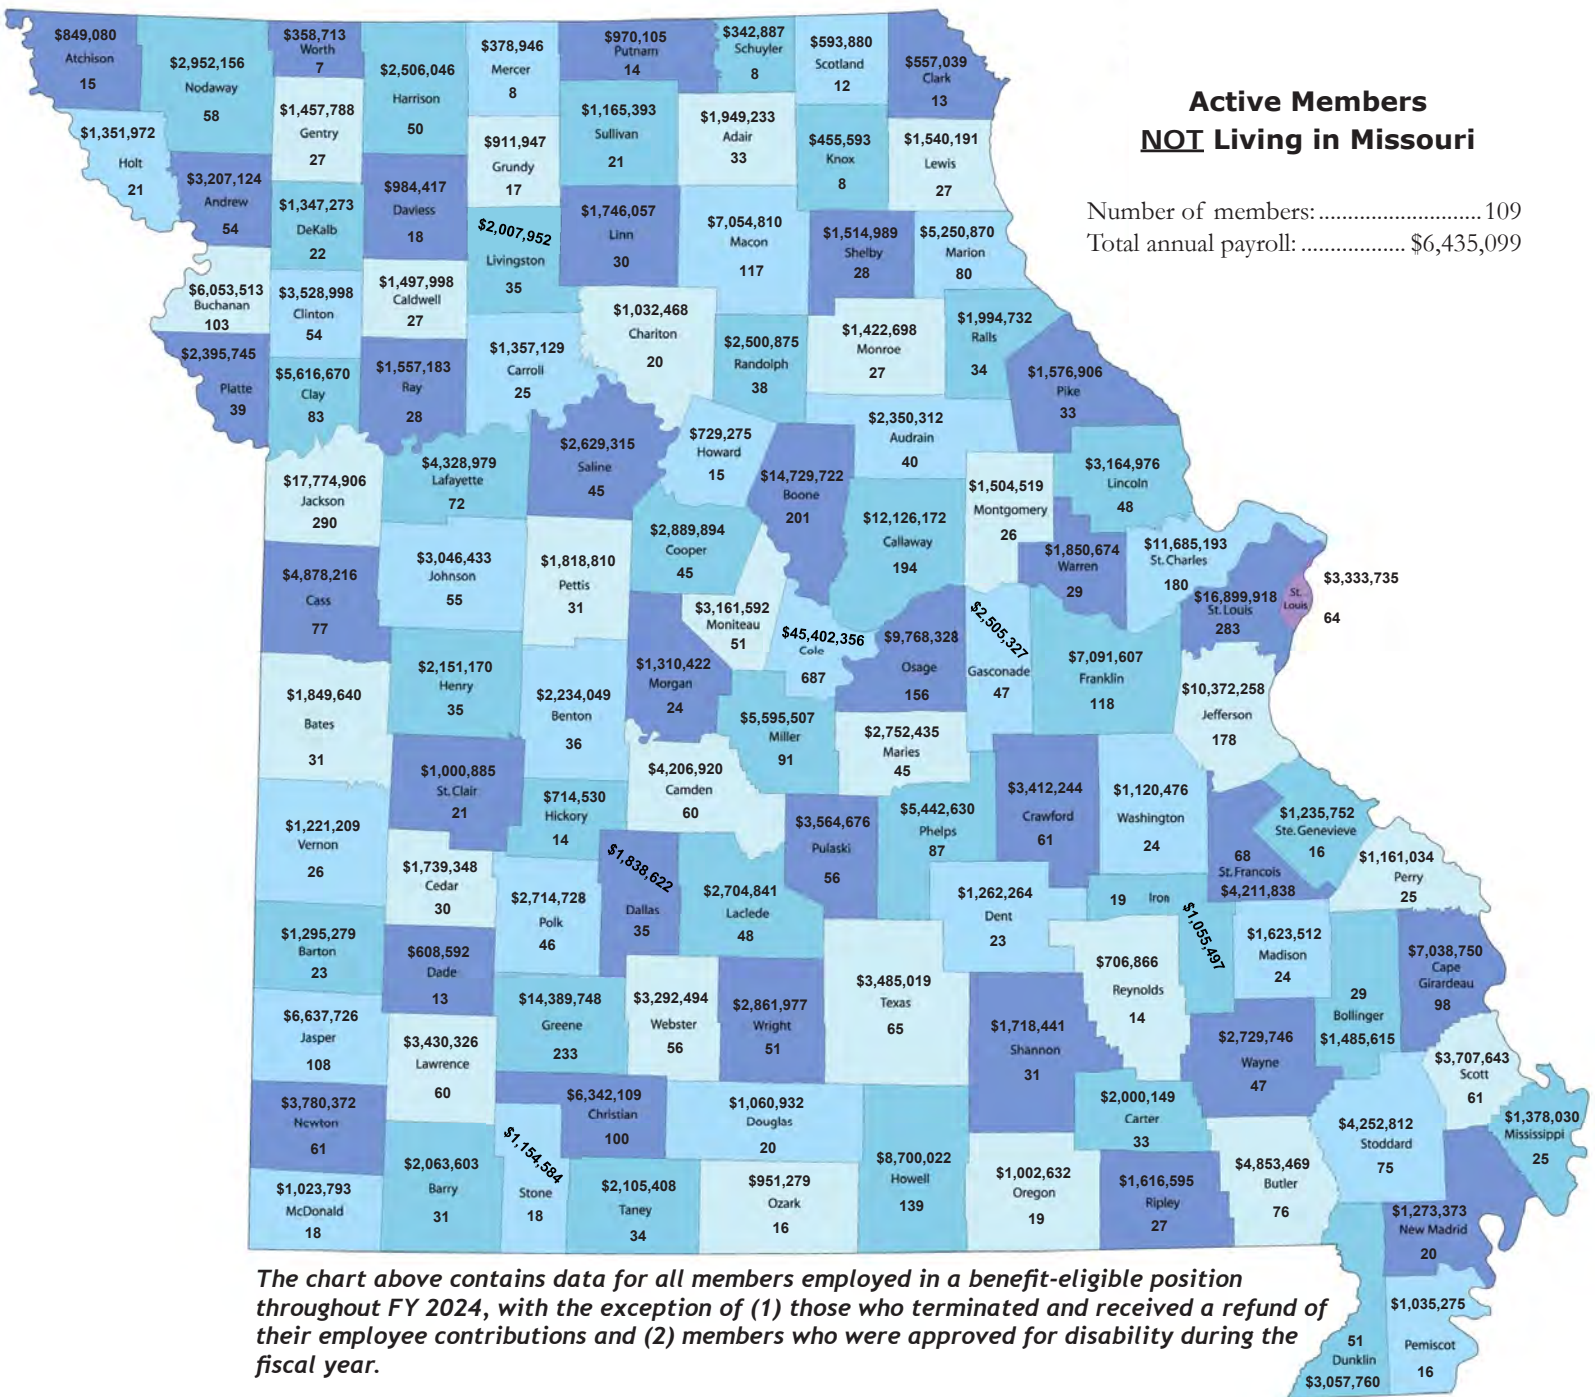 $849,080
Atchison
15
$2,952,156
Nodaway
58
$358,713
Worth
7
$2,506,046
Harrison
50
$378,946
Mercer
8
$970,105
Putnam
14
$342,887
Schuyler
8
$593,880
Scotland
12
$557,039
Clark
13
Active Members
NOT Living in Missouri
Number of members:............................109
Total annual payroll:..................$6,435,099
$1,351,972
Holt
21
$3,207,124
Andrew
54
$1,457,788
Gentry
27
$1,347,273
DeKalb
22
$984,417
Daviess
18
$911,947
Grundy
17
$1,165,393
Sullivan
21
$1,949,233
Adair
33
$455,593
Knox
8
$1,540,191
Lewis
27
$2,007,952
Livingston
35
$1,746,057
Linn
30
$7,054,810
Macon
117
$1,514,989
Shelby
28
$5,250,870
Marion
80
$6,053,513
Buchanan
103
$3,528,998
Clinton
54
$1,497,998
Caldwell
27
$1,032,468
Chariton
20
$2,500,875
Randolph
38
$1,422,698
Monroe
27
$1,994,732
Ralls
34
$2,395,745
Platte
39
$5,616,670
Clay
83
$1,557,183
Ray
28
$1,357,129
Carroll
25
$1,576,906
Pike
33
$17,774,906
Jackson
290
$4,328,979
Lafayette
72
$2,629,315
Saline
45
$729,275
Howard
15
$14,729,722
Boone
201
$2,350,312
Audrain
40
$12,126,172
Callaway
194
$1,504,519
Montgomery
26
$3,164,976
Lincoln
48
$1,850,674
Warren
29
$11,685,193
St. Charles
180
$16,899,918
St. Louis
283
St.
Louis
$3,333,735
64
$4,878,216
Cass
77
$3,046,433
Johnson
55
$1,818,810
Pettis
31
$2,889,894
Cooper
45
$3,161,592
Moniteau
51
$45,402,356
Cole
687
$9,768,328
Osage
156
$2,505,327
Gasconade
47
$7,091,607
Franklin
118
$10,372,258
Jefferson
178
$1,849,640
Bates
31
$2,151,170
Henry
35
$2,234,049
Benton
36
$1,310,422
Morgan
24
$5,595,507
Miller
91
$2,752,435
Maries
45
$1,221,209
Vernon
26
$1,000,885
St. Clair
21
$714,530
Hickory
14
$4,206,920
Camden
60
$3,564,676
Pulaski
56
$5,442,630
Phelps
87
$3,412,244
Crawford
61
$1,120,476
Washington
24
68
St. Francois
$4,211,838
$1,235,752
Ste. Genevieve
16
$1,161,034
Perry
25
$1,739,348
Cedar
30
$2,714,728
Polk
46
$1,838,622
Dallas
35
$2,704,841
Laclede
48
$1,262,264
Dent
23
19 Iron
$1,055,497
$1,623,512
Madison
24
$7,038,750
Cape
Girardeau
98
$1,295,279
Barton
23
$608,592
Dade
13
$14,389,748
Greene
233
$3,292,494
Webster
56
$2,861,977
Wright
51
$3,485,019
Texas
65
$1,718,441
Shannon
31
$706,866
Reynolds
14
$2,729,746
Wayne
47
29
Bollinger
$1,485,615
$6,637,726
Jasper
108
$3,430,326
Lawrence
60
$3,707,643
Scott
61
$3,780,372
Newton
61
$6,342,109
Christian
100
$1,060,932
Douglas
20
$2,000,149
Carter
33
$4,252,812
Stoddard
75
$1,378,030
Mississippi
25
$1,023,793
McDonald
18
$2,063,603
Barry
31
$1,154,584
Stone
18
$2,105,408
Taney
34
$951,279
Ozark
16
$8,700,022
Howell
139
$1,002,632
Oregon
19
$1,616,595
Ripley
27
$4,853,469
Butler
76
$1,273,373
New Madrid
20
51
Dunklin
$3,057,760
$1,035,275
Pemiscot
16
The chart above contains data for all members employed in a benefit-eligible position
throughout FY 2024, with the exception of (1) those who terminated and received a refund of
their employee contributions and (2) members who were approved for disability during the
fiscal year.